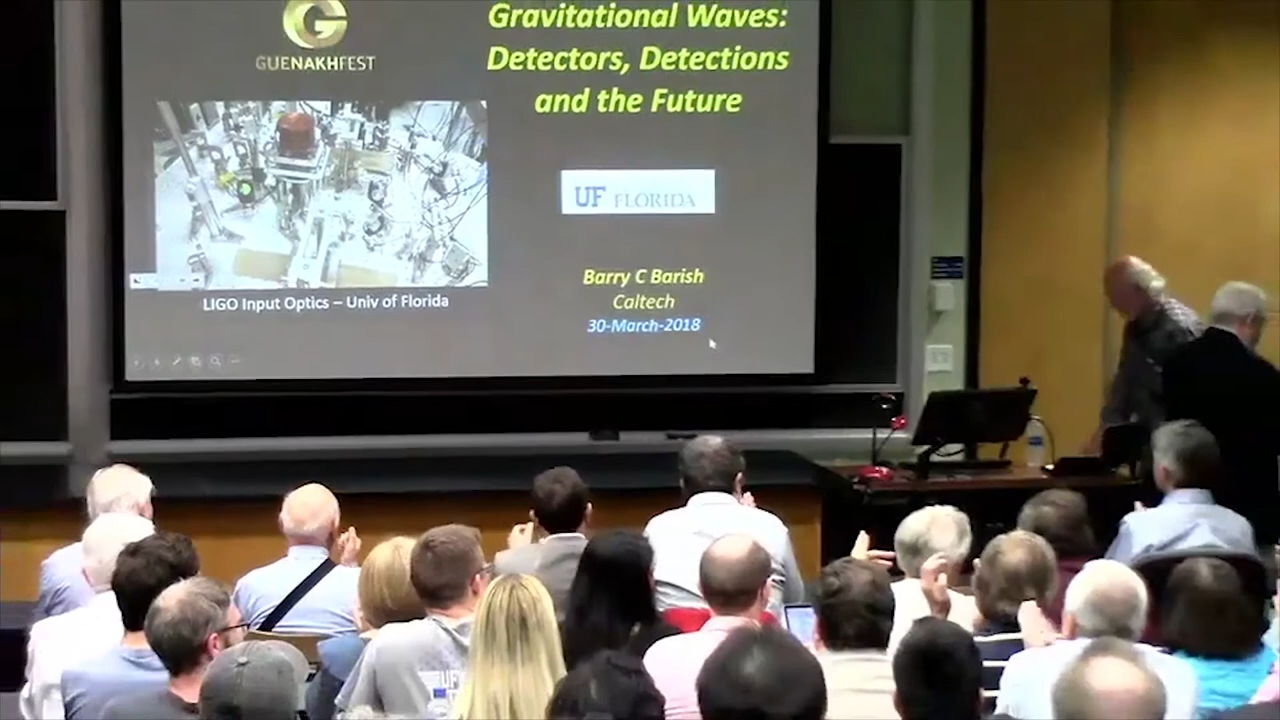 GUENAKHFEST
Gravitational Waves:
Detectors, Detections
and the Future
UF FLORIDA
LIGO Input Optics – Univ of Florida
Barry C Barish
Caltech
30-March-2018
UF